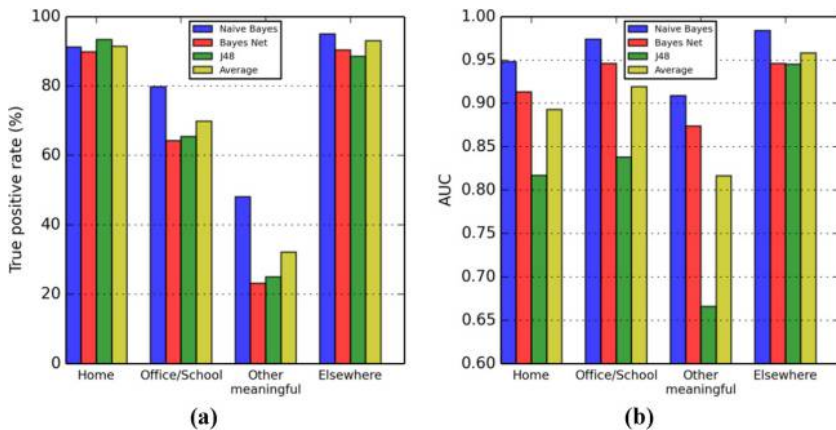 100
80
60
40
20
0
True positive rate (%)
Naive Bayes
Bayes Net
J48
Average
Home
Office/School
Other
meaningful
Elsewhere
(a)
1.00
0.95
0.90
0.85
0.80
0.75
0.70
0.65
0.60
AUC
Naive Bayes
Bayes Net
J48
Average
Home
Office/School
Other
meaningful
Elsewhere
(b)